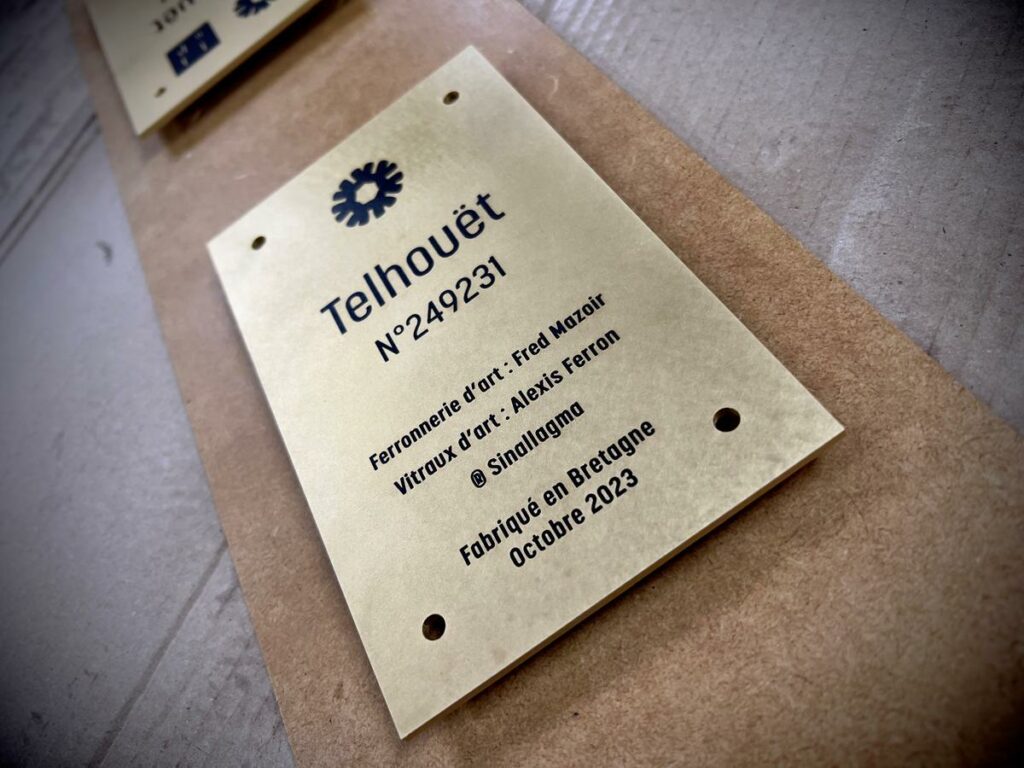 Telhouët
N°249231
Ferronnerie d'art : Fred Mazoir
Vitraux d'art : Alexis Ferron
@ Sinallagma
Fabriqué en Bretagne
Octobre 2023